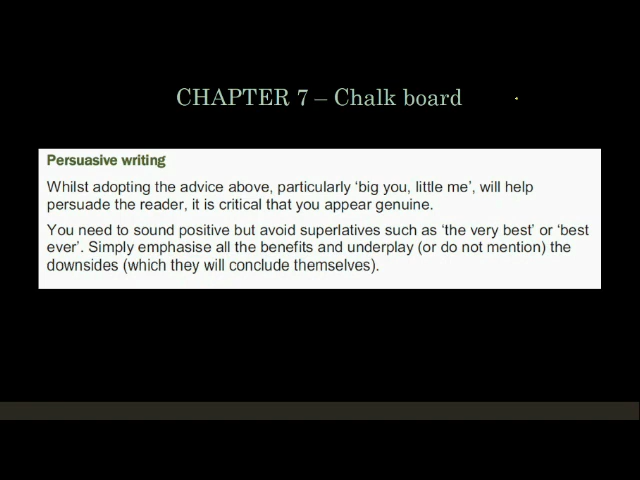 CHAPTER 7 – Chalk board
Persuasive writing
Whilst adopting the advice above, particularly ‘big you, little me’, will help
persuade the reader, it is critical that you appear genuine.
You need to sound positive but avoid superlatives such as ‘the very best’ or ‘best
ever’. Simply emphasise all the benefits and underplay (or do not mention) the
downsides (which they will conclude themselves).